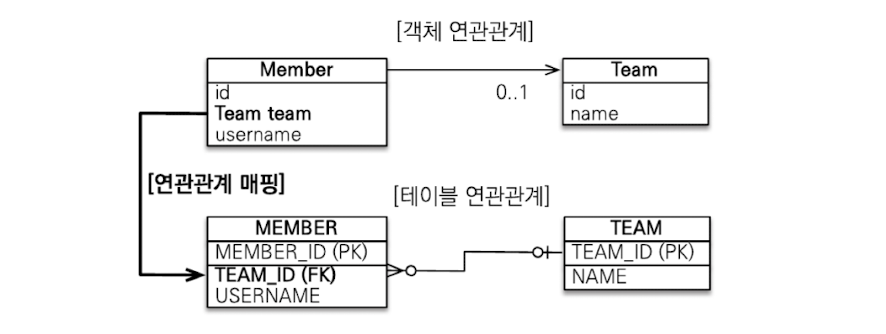 [객체 연관관계]
Member
id
Team team
username
0..1
Team
id
name
[연관관계 매핑]
[테이블 연관관계]
MEMBER
MEMBER_ID (PK)
TEAM_ID (FK)
USERNAME
TEAM
TEAM_ID (PK)
NAME